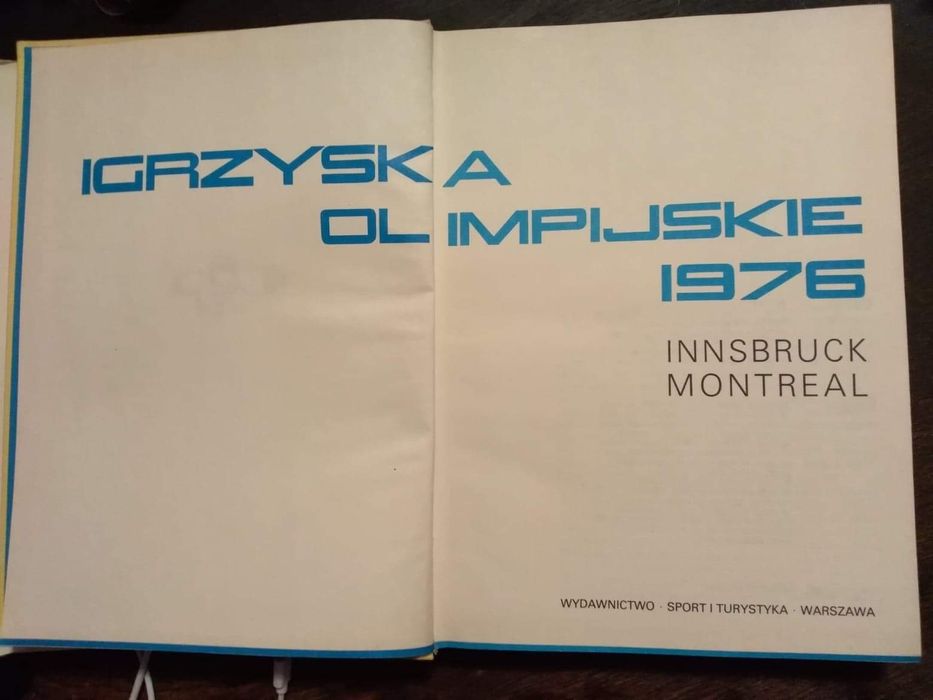 IGRZYSKA
OLIMPIJSKIE
1976
INNSBRUCK
MONTREAL
WYDAWNICTWO · SPORT I TURYSTYKA · WARSZAWA